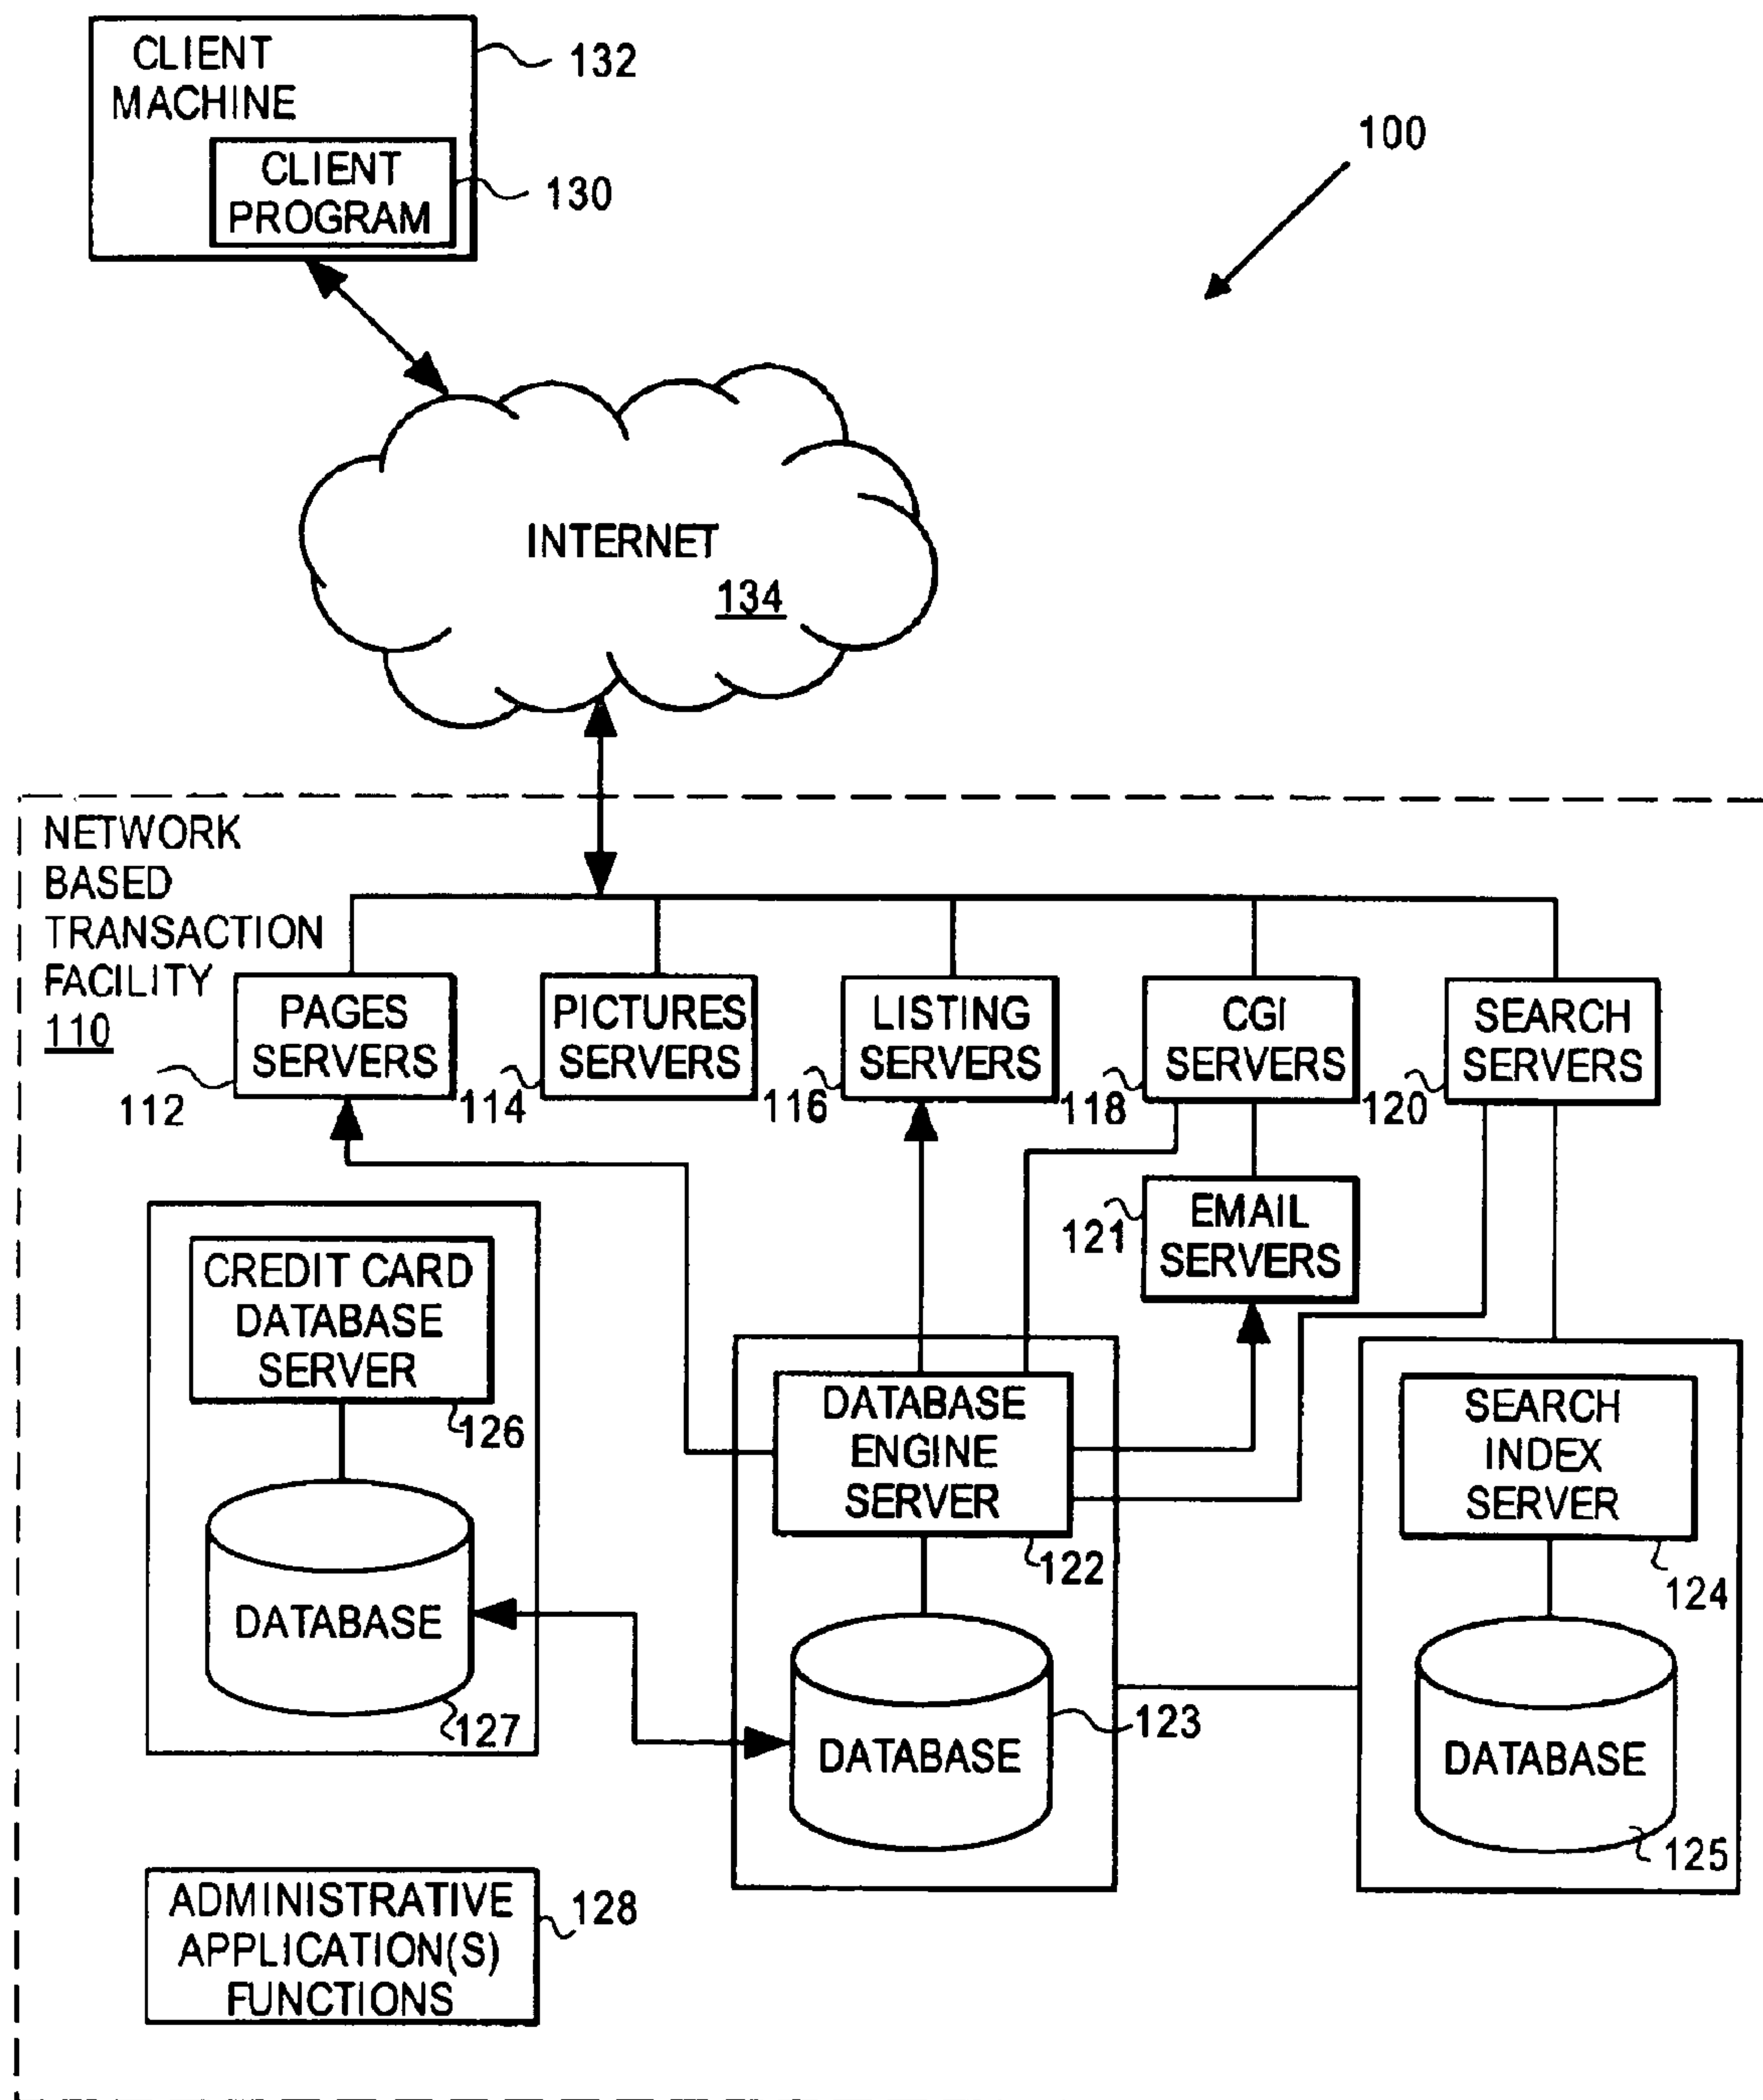 CLIENT
MACHINE
132
CLIENT
PROGRAM
130
100
INTERNET
134
NETWORK
BASED
TRANSACTION
FACILITY
110
PAGES
SERVERS
112
PICTURES
SERVERS
114
LISTING
SERVERS
116
CGI
SERVERS
118
SEARCH
SERVERS
120
EMAIL
SERVERS
121
CREDIT CARD
DATABASE
SERVER
126
DATABASE
127
DATABASE
ENGINE
SERVER
122
DATABASE
123
SEARCH
INDEX
SERVER
124
DATABASE
125
ADMINISTRATIVE
APPLICATION(S)
FUNCTIONS
128